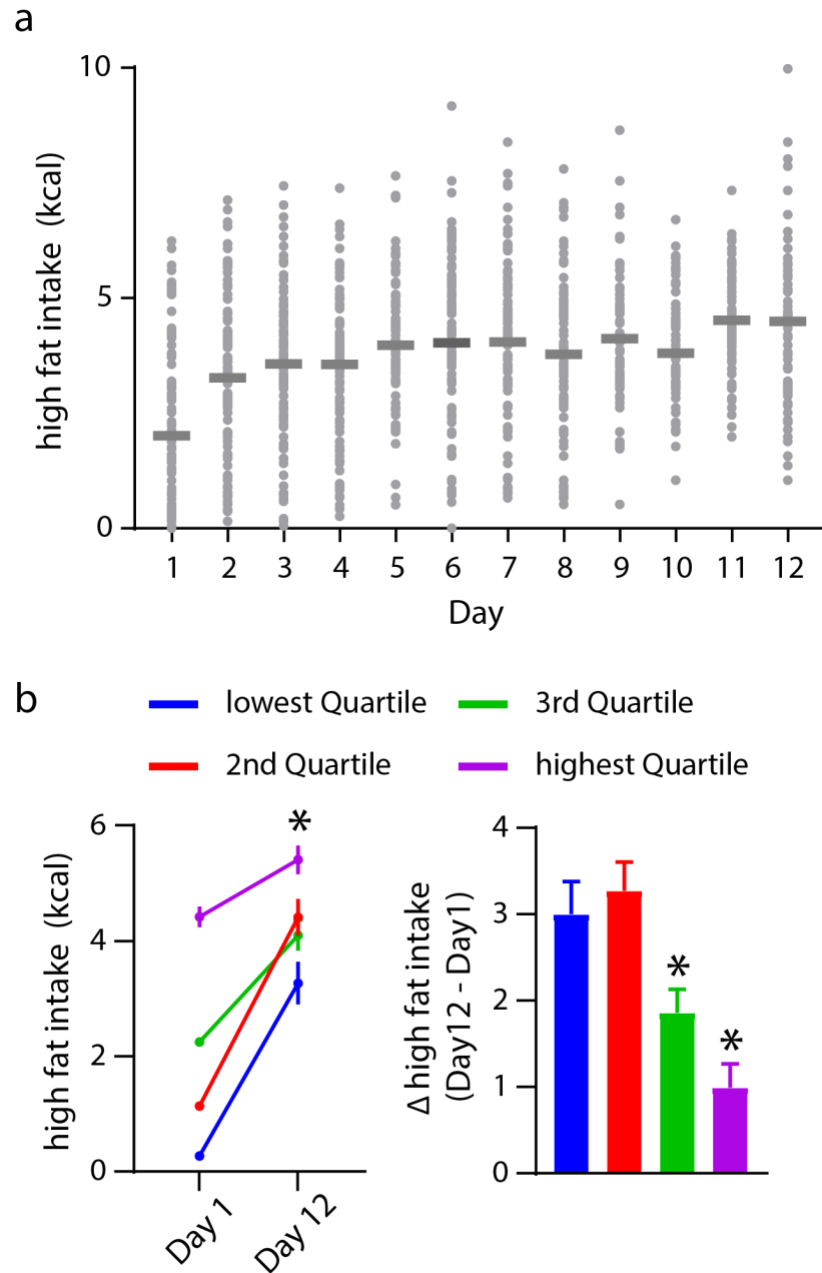 a
high fat intake (kcal)
10
5
0
1 2 3 4 5 6 7 8 9 10 11 12
Day
b
lowest Quartile
3rd Quartile
2nd Quartile
highest Quartile
high fat intake (kcal)
6
4
2
0
*
Day 1
Day 12
Δ high fat intake
(Day12 - Day1)
4
3
2
1
0
*
*